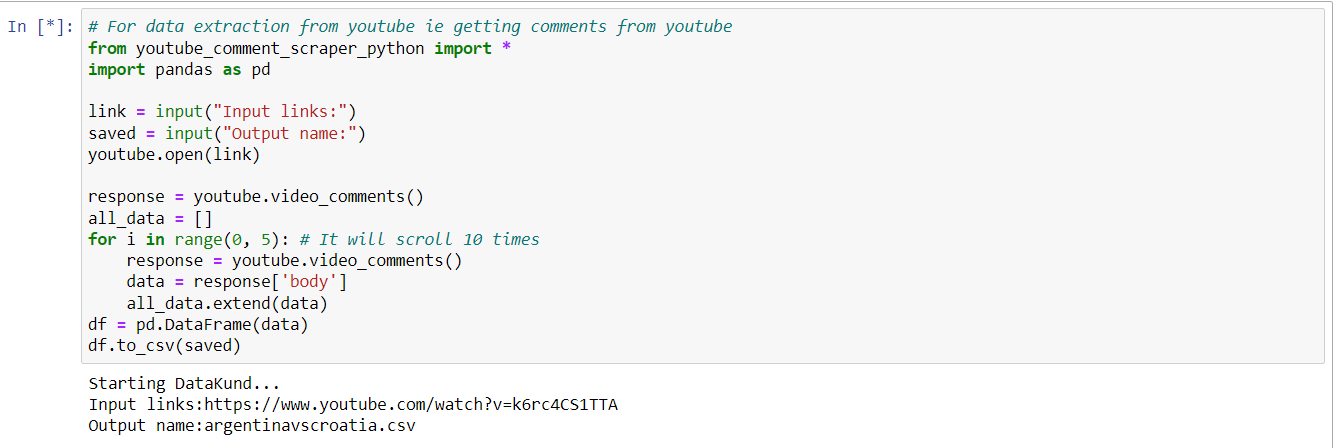 In [*]: # For data extraction from youtube ie getting comments from youtube
from youtube_comment_scraper_python import *
import pandas as pd

link = input("Input links:")
saved = input("Output name:")
youtube.open(link)

response = youtube.video_comments()
all_data = []
for i in range(0, 5): # It will scroll 10 times
    response = youtube.video_comments()
    data = response['body']
    all_data.extend(data)
df = pd.DataFrame(data)
df.to_csv(saved)

Starting DataKund...
Input links:https://www.youtube.com/watch?v=k6rc4CS1TTA
Output name:argentinavscroatia.csv